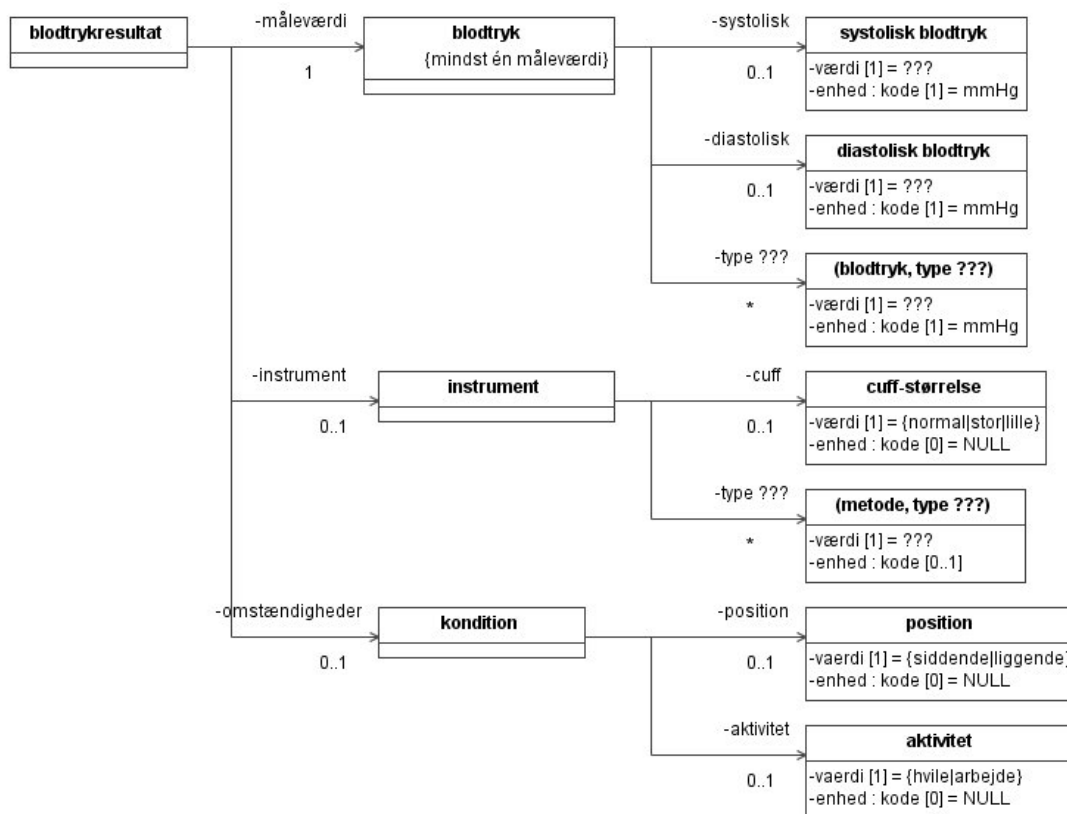 blodtrykresultat
-måleværdi
1
blodtryk
{mindst én måleværdi}
-systolisk
0..1
systolisk blodtryk
-værdi [1] = ???
-enhed : kode [1] = mmHg
-diastolisk
0..1
diastolisk blodtryk
-værdi [1] = ???
-enhed : kode [1] = mmHg
-type ???
*
(blodtryk, type ???)
-værdi [1] = ???
-enhed : kode [1] = mmHg
-instrument
0..1
instrument
-cuff
0..1
cuff-størrelse
-værdi [1] = {normal|stor|lille}
-enhed : kode [0] = NULL
-type ???
*
(metode, type ???)
-værdi [1] = ???
-enhed : kode [0..1]
-omstændigheder
0..1
kondition
-position
0..1
position
-vaerdi [1] = {siddende|liggende}
-enhed : kode [0] = NULL
-aktivitet
0..1
aktivitet
-vaerdi [1] = {hvile|arbejde}
-enhed : kode [0] = NULL